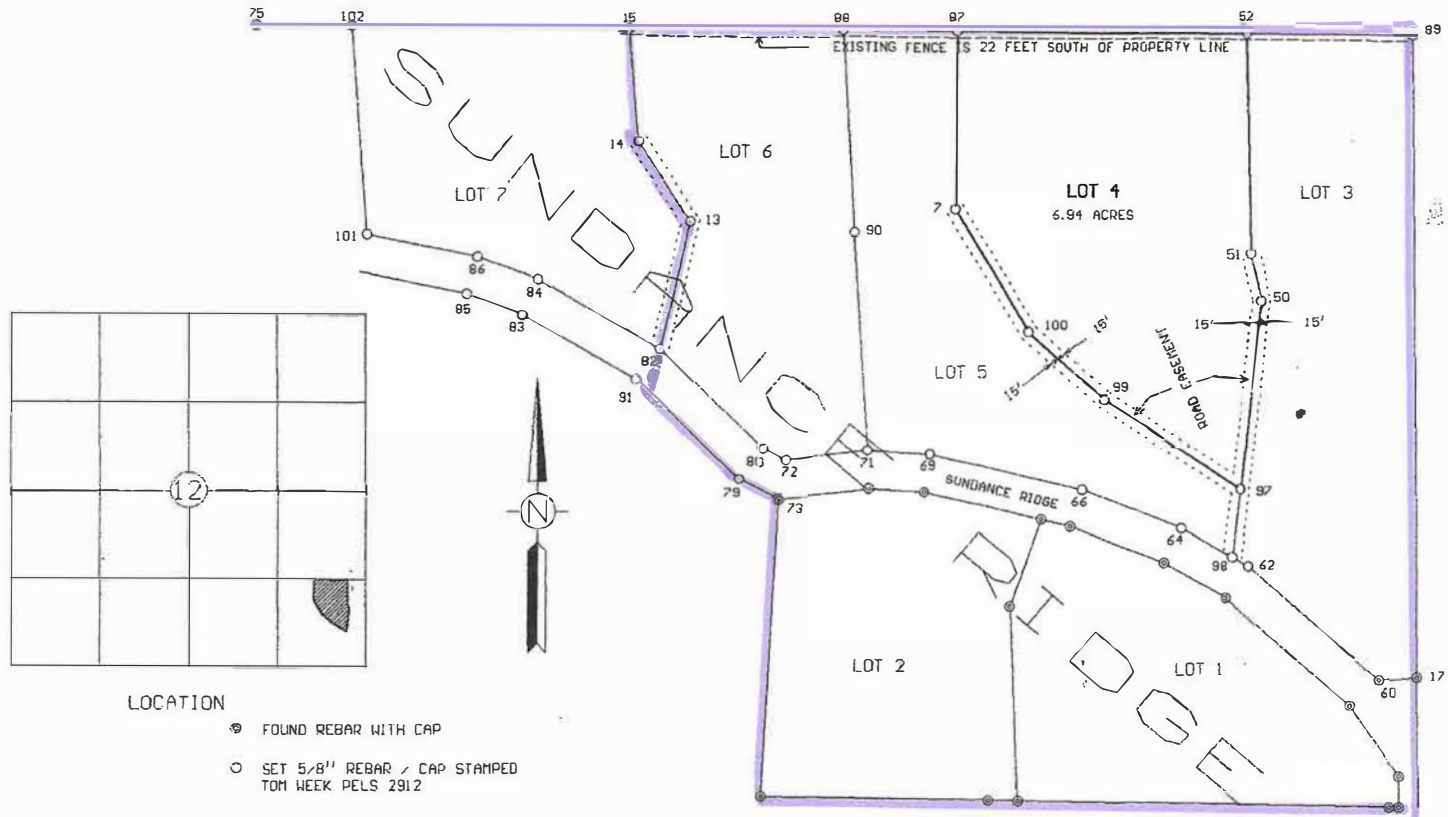 75
102
15
88
87
52
89
EXISTING FENCE IS 22 FEET SOUTH OF PROPERTY LINE
SUNDANCE
RIDGE
14
LOT 6
LOT 7
13
101
86
84
85
83
82
91
90
7
LOT 4
6.94 ACRES
LOT 3
51
50
15'
15'
100
15'
15'
99
ROAD EASEMENT
LOT 5
80
72
71
69
79
73
SUNDANCE RIDGE
66
64
97
98
62
60
17
LOT 2
LOT 1
12
N
LOCATION
FOUND REBAR WITH CAP
SET 5/8" REBAR / CAP STAMPED
TOM WEEK PELS 2912